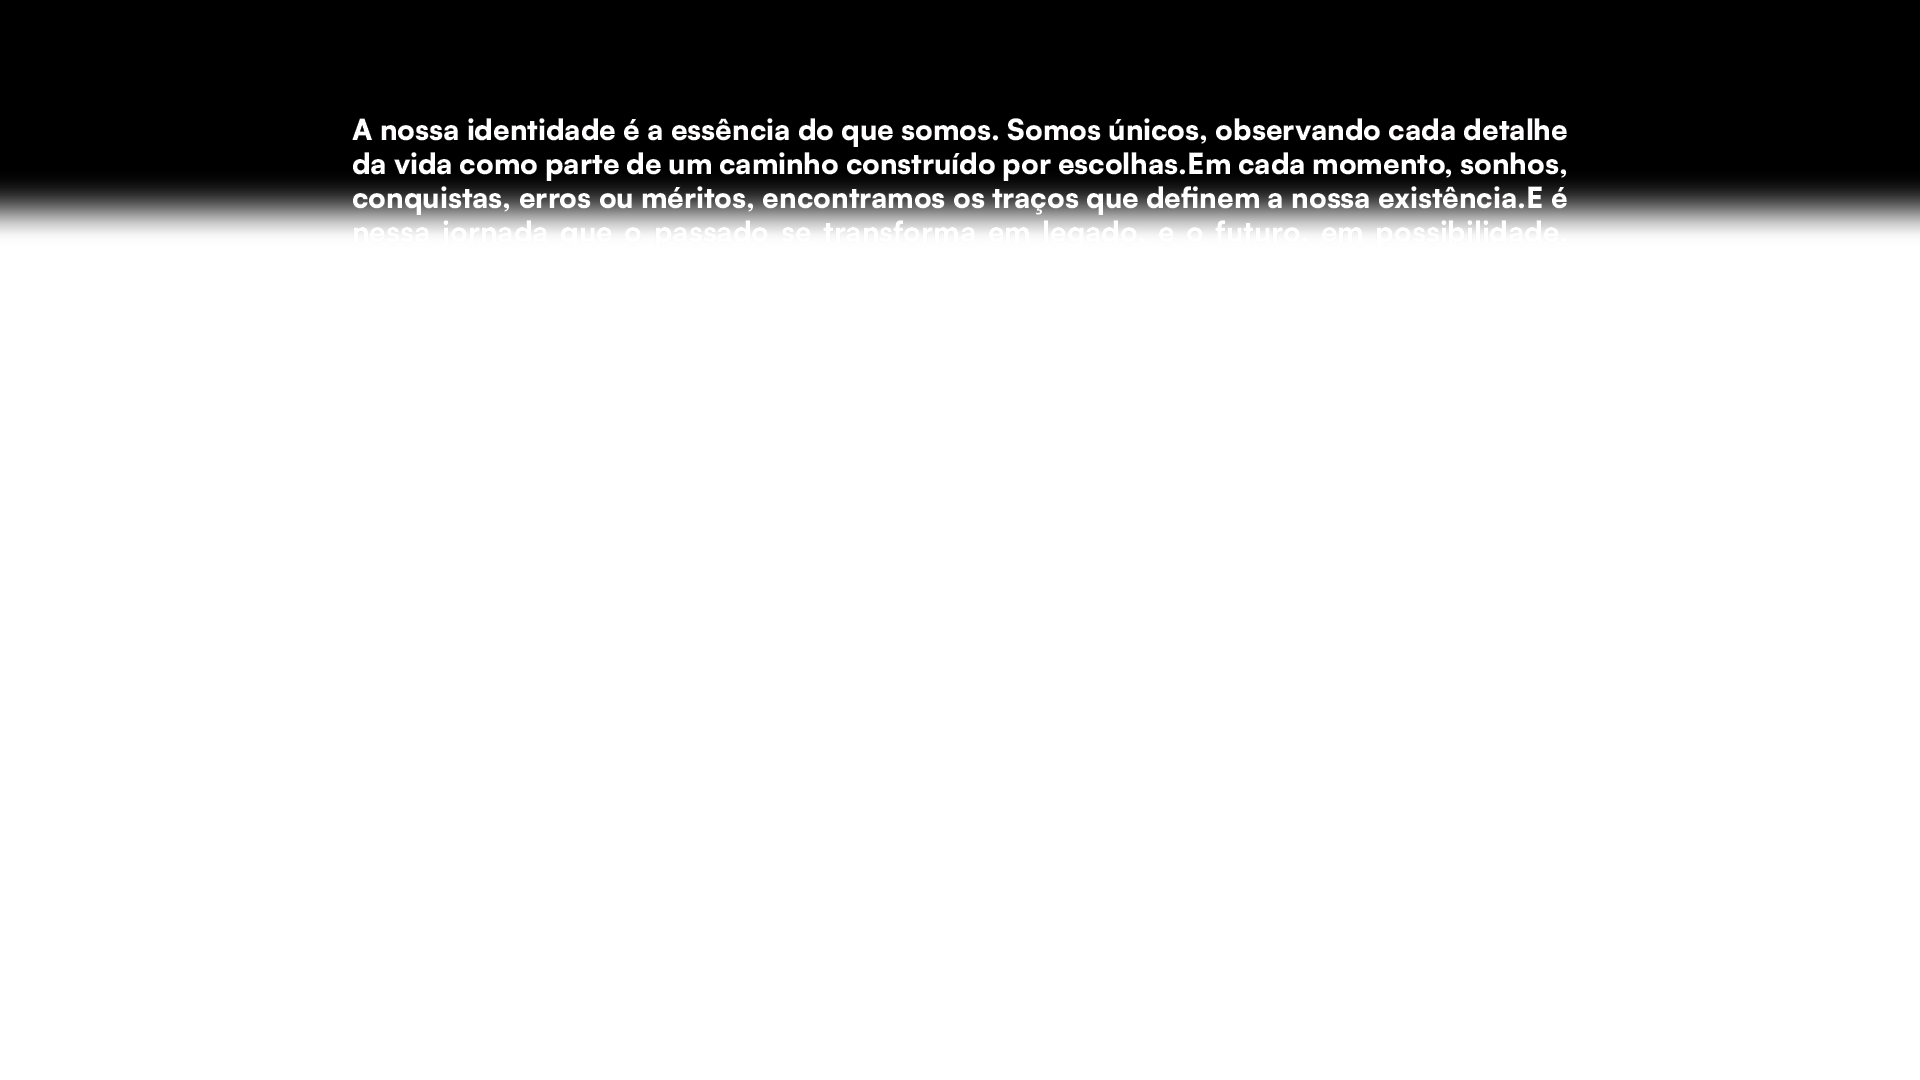 A nossa identidade é a essência do que somos. Somos únicos, observando cada detalhe
da vida como parte de um caminho construído por escolhas.Em cada momento, sonhos,
conquistas, erros ou méritos, encontramos os traços que definem a nossa existência.E é
nessa jornada que o passado se transforma em legado, e o futuro, em possibilidade.